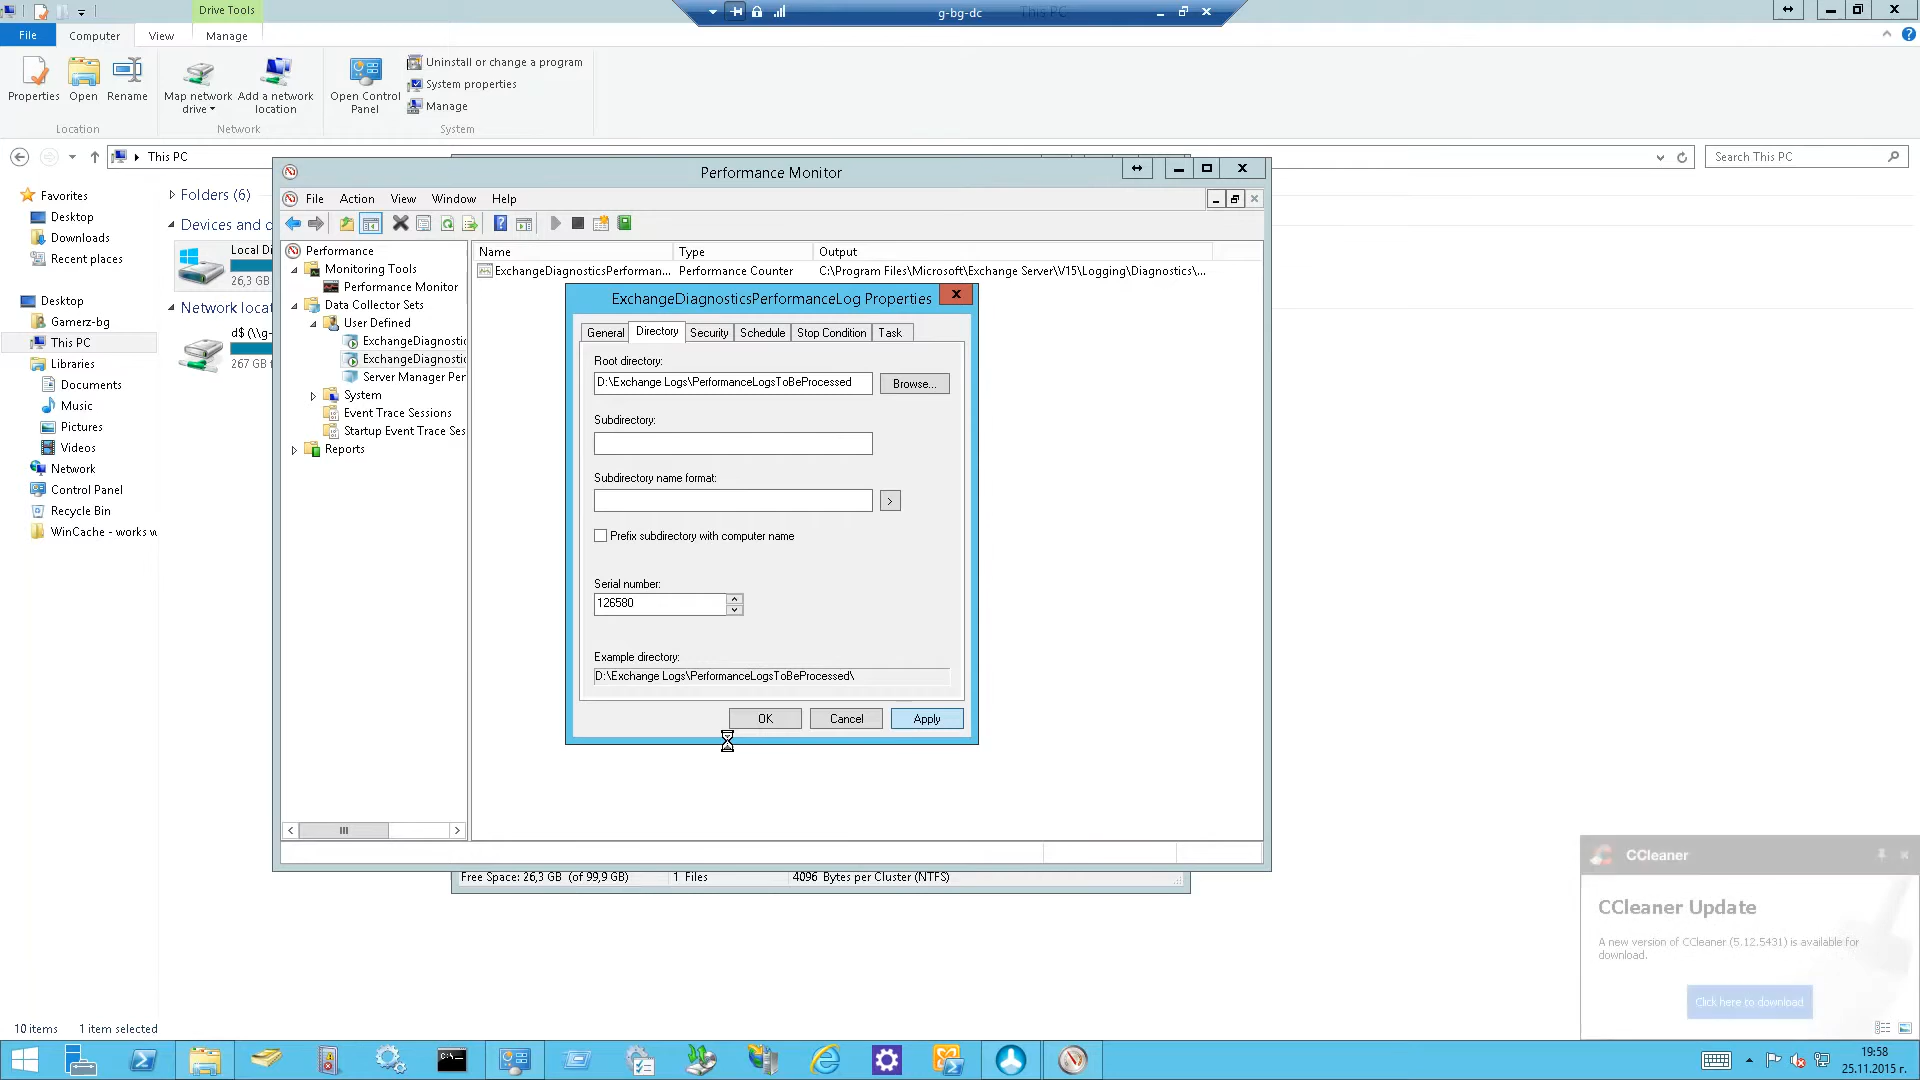 Drive Tools
g-bg-dc
This PC
File
Computer
View
Manage
Properties
Open
Rename
Map network
drive
Add a network
location
Open Control
Panel
Uninstall or change a program
System properties
Manage
Location
Network
System
This PC
Search This PC
Favorites
Desktop
Downloads
Recent places
Desktop
Gamerz-bg
This PC
Libraries
Documents
Music
Pictures
Videos
Network
Control Panel
Recycle Bin
WinCache - works w
Folders (6)
Devices and d
Local Di
26,3 GB
Network locat
d$ (\\g-
267 GB f
Performance Monitor
File
Action
View
Window
Help
Performance
Monitoring Tools
Performance Monitor
Data Collector Sets
User Defined
ExchangeDiagnostic
ExchangeDiagnostic
Server Manager Per
System
Event Trace Sessions
Startup Event Trace Ses
Reports
Name
Type
Output
ExchangeDiagnosticsPerforman...
Performance Counter
C:\Program Files\Microsoft\Exchange Server\V15\Logging\Diagnostics\...
ExchangeDiagnosticsPerformanceLog Properties
General
Directory
Security
Schedule
Stop Condition
Task
Root directory:
D:\Exchange Logs\PerformanceLogsToBeProcessed
Browse...
Subdirectory:
Subdirectory name format:
>
Prefix subdirectory with computer name
Serial number:
126580
Example directory:
D:\Exchange Logs\PerformanceLogsToBeProcessed\
OK
Cancel
Apply
Free Space: 26,3 GB (of 99,9 GB)
1 Files
4096 Bytes per Cluster (NTFS)
CCleaner
CCleaner Update
A new version of CCleaner (5.12.5431) is available for
download.
Click here to download
10 items
1 item selected
C:\
19:58
25.11.2015 г.